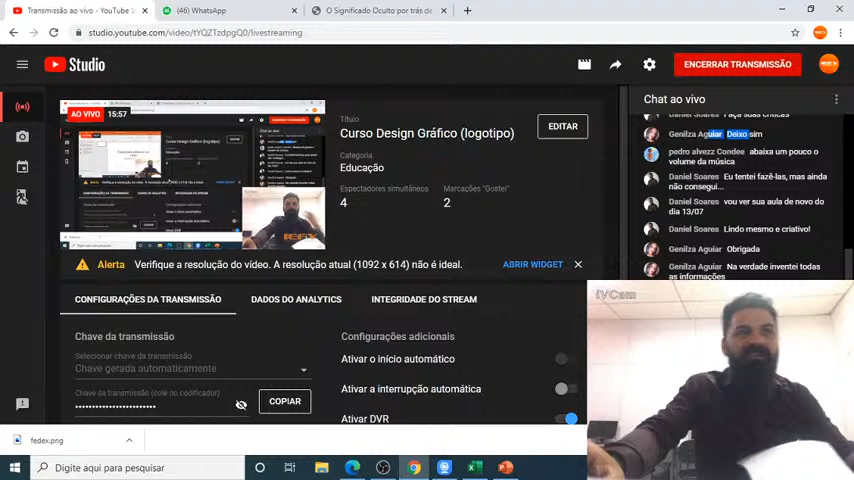 Transmissão ao vivo - YouTube S
(46) WhatsApp
O Significado Oculto por trás de
studio.youtube.com/video/tYQZTzdpgQ0/livestreaming
Studio
ENCERRAR TRANSMISSÃO
AO VIVO 15:57
Título
Curso Design Gráfico (logotipo)
EDITAR
Categoria
Educação
Espectadores simultâneos
Marcações "Gostei"
4
2
Alerta Verifique a resolução do vídeo. A resolução atual (1092 x 614) não é ideal.
ABRIR WIDGET
CONFIGURAÇÕES DA TRANSMISSÃO
DADOS DO ANALYTICS
INTEGRIDADE DO STREAM
Chave da transmissão
Selecionar chave da transmissão
Chave gerada automaticamente
Chave da transmissão (cole no codificador)
COPIAR
Configurações adicionais
Ativar o início automático
Ativar a interrupção automática
Ativar DVR
Chat ao vivo
Daniel Soares Faça suas críticas
Genilza Aguiar Deixo sim
pedro alvezz Condee abaixa um pouco o
volume da música
Daniel Soares Eu tentei fazê-las, mas ainda
não consegui...
Daniel Soares vou ver sua aula de novo do
dia 13/07
Daniel Soares Lindo mesmo e criativo!
Genilza Aguiar Obrigada
Genilza Aguiar Na verdade inventei todas
as informações
iVCam
IEFX
fedex.png
Digite aqui para pesquisar